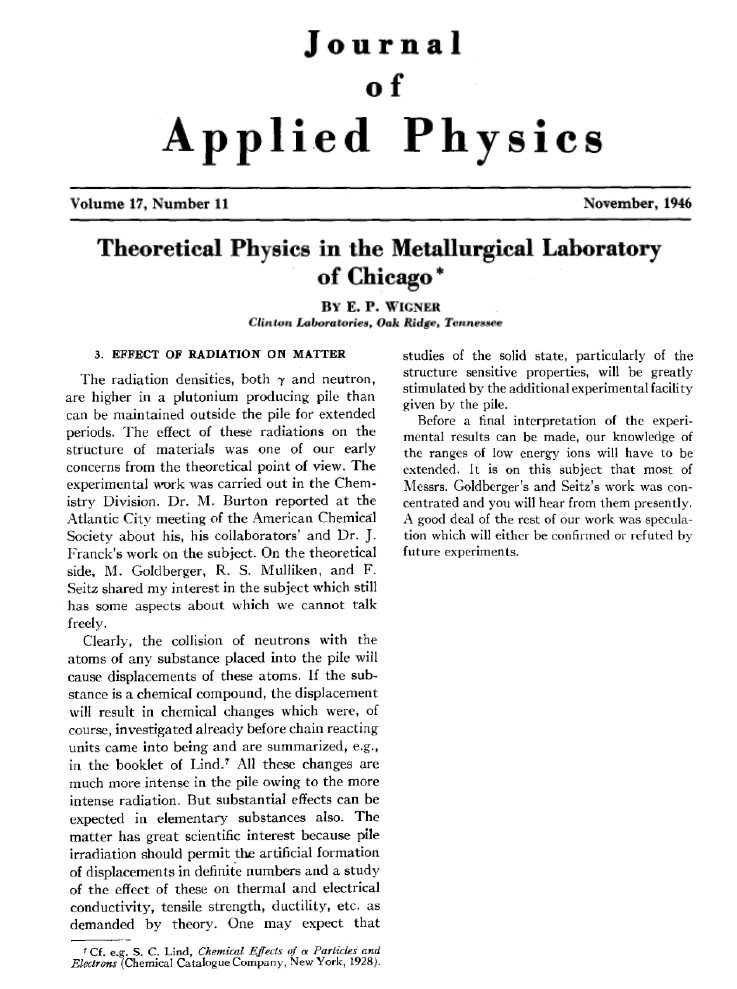 Journal
of
Applied Physics
Volume 17, Number 11
November, 1946
Theoretical Physics in the Metallurgical Laboratory
of Chicago*
BY E. P. WIGNER
Clinton Laboratories, Oak Ridge, Tennessee
3. EFFECT OF RADIATION ON MATTER
The radiation densities, both γ and neutron,
are higher in a plutonium producing pile than
can be maintained outside the pile for extended
periods. The effect of these radiations on the
structure of materials was one of our early
concerns from the theoretical point of view. The
experimental work was carried out in the Chem-
istry Division. Dr. M. Burton reported at the
Atlantic City meeting of the American Chemical
Society about his, his collaborators' and Dr. J.
Franck's work on the subject. On the theoretical
side, M. Goldberger, R. S. Mulliken, and F.
Seitz shared my interest in the subject which still
has some aspects about which we cannot talk
freely.
Clearly, the collision of neutrons with the
atoms of any substance placed into the pile will
cause displacements of these atoms. If the sub-
stance is a chemical compound, the displacement
will result in chemical changes which were, of
course, investigated already before chain reacting
units came into being and are summarized, e.g.,
in the booklet of Lind.⁷ All these changes are
much more intense in the pile owing to the more
intense radiation. But substantial effects can be
expected in elementary substances also. The
matter has great scientific interest because pile
irradiation should permit the artificial formation
of displacements in definite numbers and a study
of the effect of these on thermal and electrical
conductivity, tensile strength, ductility, etc. as
demanded by theory. One may expect that
⁷ Cf. e.g. S. C. Lind, Chemical Effects of α Particles and
Electrons (Chemical Catalogue Company, New York, 1928).
studies of the solid state, particularly of the
structure sensitive properties, will be greatly
stimulated by the additional experimental facility
given by the pile.
Before a final interpretation of the experi-
mental results can be made, our knowledge of
the ranges of low energy ions will have to be
extended. It is on this subject that most of
Messrs. Goldberger's and Seitz's work was con-
centrated and you will hear from them presently.
A good deal of the rest of our work was specula-
tion which will either be confirmed or refuted by
future experiments.